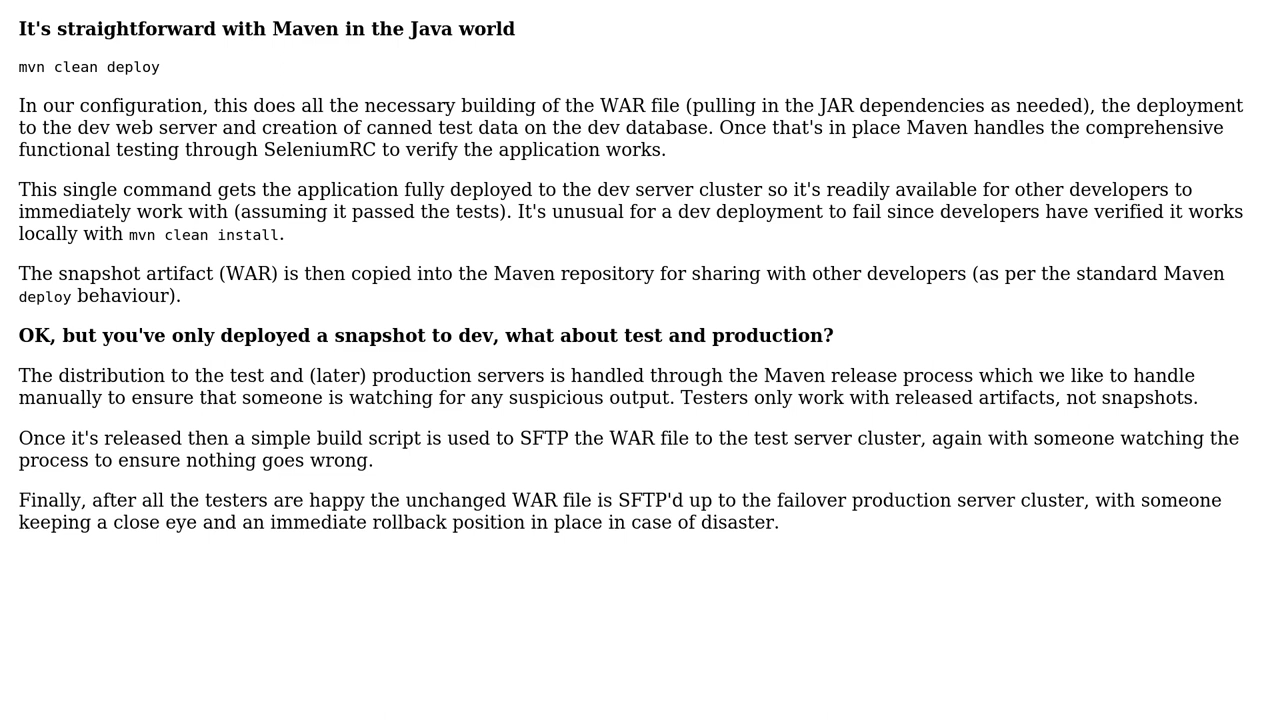 It's straightforward with Maven in the Java world
mvn clean deploy
In our configuration, this does all the necessary building of the WAR file (pulling in the JAR dependencies as needed), the deployment
to the dev web server and creation of canned test data on the dev database. Once that's in place Maven handles the comprehensive
functional testing through SeleniumRC to verify the application works.
This single command gets the application fully deployed to the dev server cluster so it's readily available for other developers to
immediately work with (assuming it passed the tests). It's unusual for a dev deployment to fail since developers have verified it works
locally with mvn clean install.
The snapshot artifact (WAR) is then copied into the Maven repository for sharing with other developers (as per the standard Maven
deploy behaviour).
OK, but you've only deployed a snapshot to dev, what about test and production?
The distribution to the test and (later) production servers is handled through the Maven release process which we like to handle
manually to ensure that someone is watching for any suspicious output. Testers only work with released artifacts, not snapshots.
Once it's released then a simple build script is used to SFTP the WAR file to the test server cluster, again with someone watching the
process to ensure nothing goes wrong.
Finally, after all the testers are happy the unchanged WAR file is SFTP'd up to the failover production server cluster, with someone
keeping a close eye and an immediate rollback position in place in case of disaster.